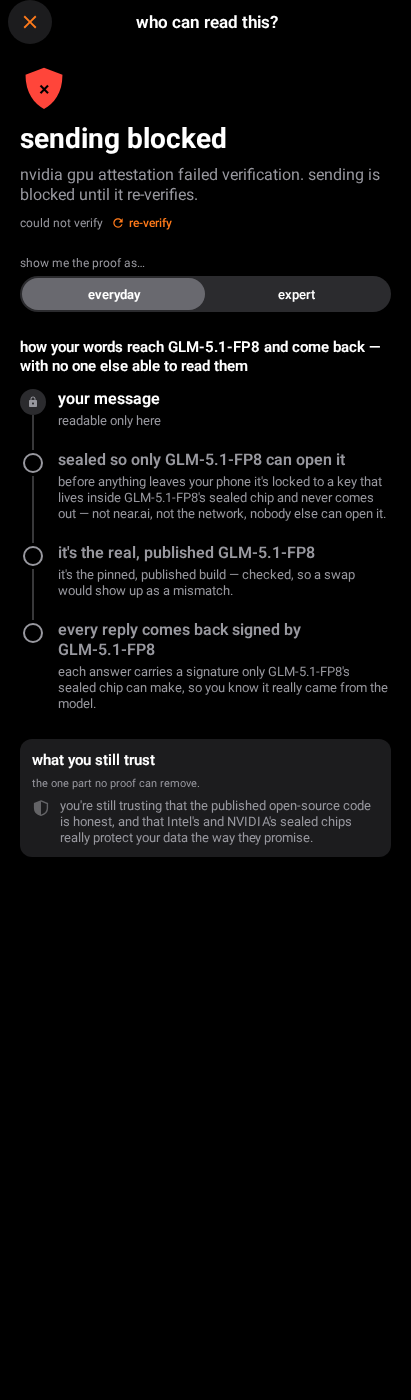 who can read this?
sending blocked
nvidia gpu attestation failed verification. sending is
blocked until it re-verifies.
could not verify re-verify
show me the proof as…
everyday expert
how your words reach GLM-5.1-FP8 and come back —
with no one else able to read them
your message
readable only here
sealed so only GLM-5.1-FP8 can open it
before anything leaves your phone it's locked to a key that
lives inside GLM-5.1-FP8's sealed chip and never comes
out — not near.ai, not the network, nobody else can open it.
it's the real, published GLM-5.1-FP8
it's the pinned, published build — checked, so a swap
would show up as a mismatch.
every reply comes back signed by
GLM-5.1-FP8
each answer carries a signature only GLM-5.1-FP8's
sealed chip can make, so you know it really came from the
model.
what you still trust
the one part no proof can remove.
you're still trusting that the published open-source code
is honest, and that Intel's and NVIDIA's sealed chips
really protect your data the way they promise.